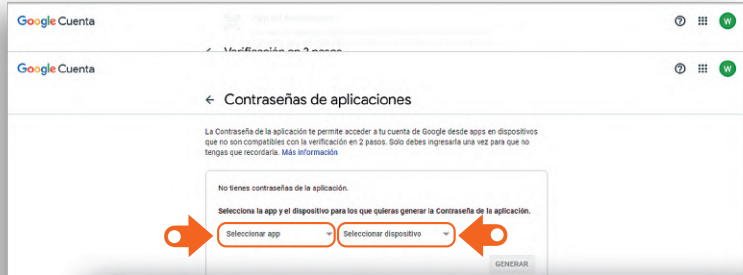 Google Cuenta
W
Verificación en 2 pasos
Google Cuenta
W
Contraseñas de aplicaciones
La Contraseña de la aplicación te permite acceder a tu cuenta de Google desde apps en dispositivos
que no son compatibles con la verificación en 2 pasos. Solo debes ingresarla una vez para que no
tengas que recordarla. Más información
No tienes contraseñas de la aplicación.
Selecciona la app y el dispositivo para los que quieras generar la Contraseña de la aplicación.
Seleccionar app
Seleccionar dispositivo
GENERAR